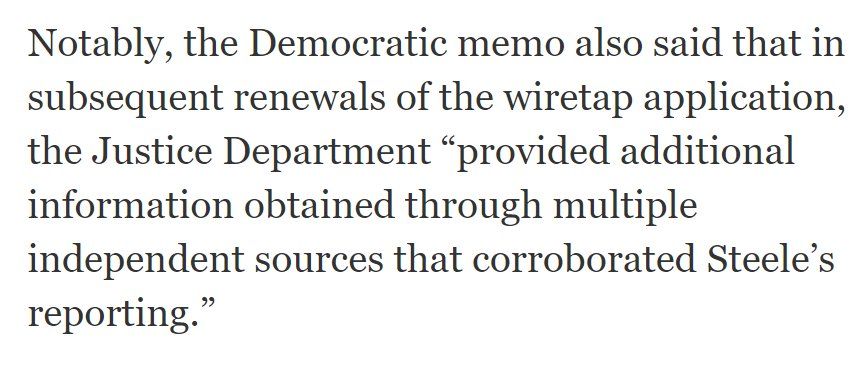 Notably, the Democratic memo also said that in
subsequent renewals of the wiretap application,
the Justice Department “provided additional
information obtained through multiple
independent sources that corroborated Steele’s
reporting.”